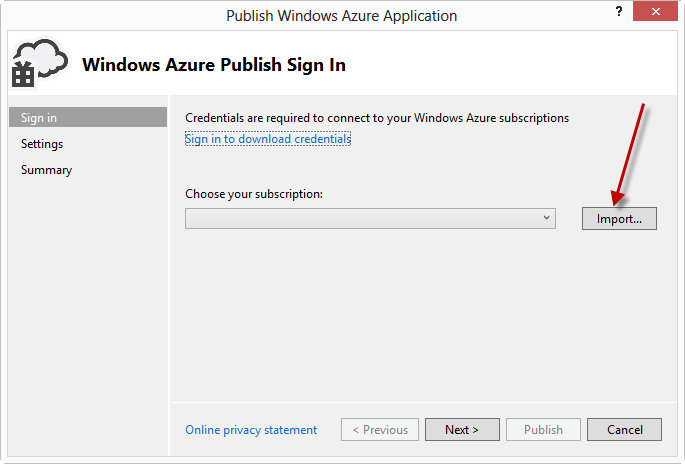 Publish Windows Azure Application
?
Windows Azure Publish Sign In
Sign in
Settings
Summary
Credentials are required to connect to your Windows Azure subscriptions
Sign in to download credentials
Choose your subscription:
Import...
Online privacy statement
< Previous
Next >
Publish
Cancel